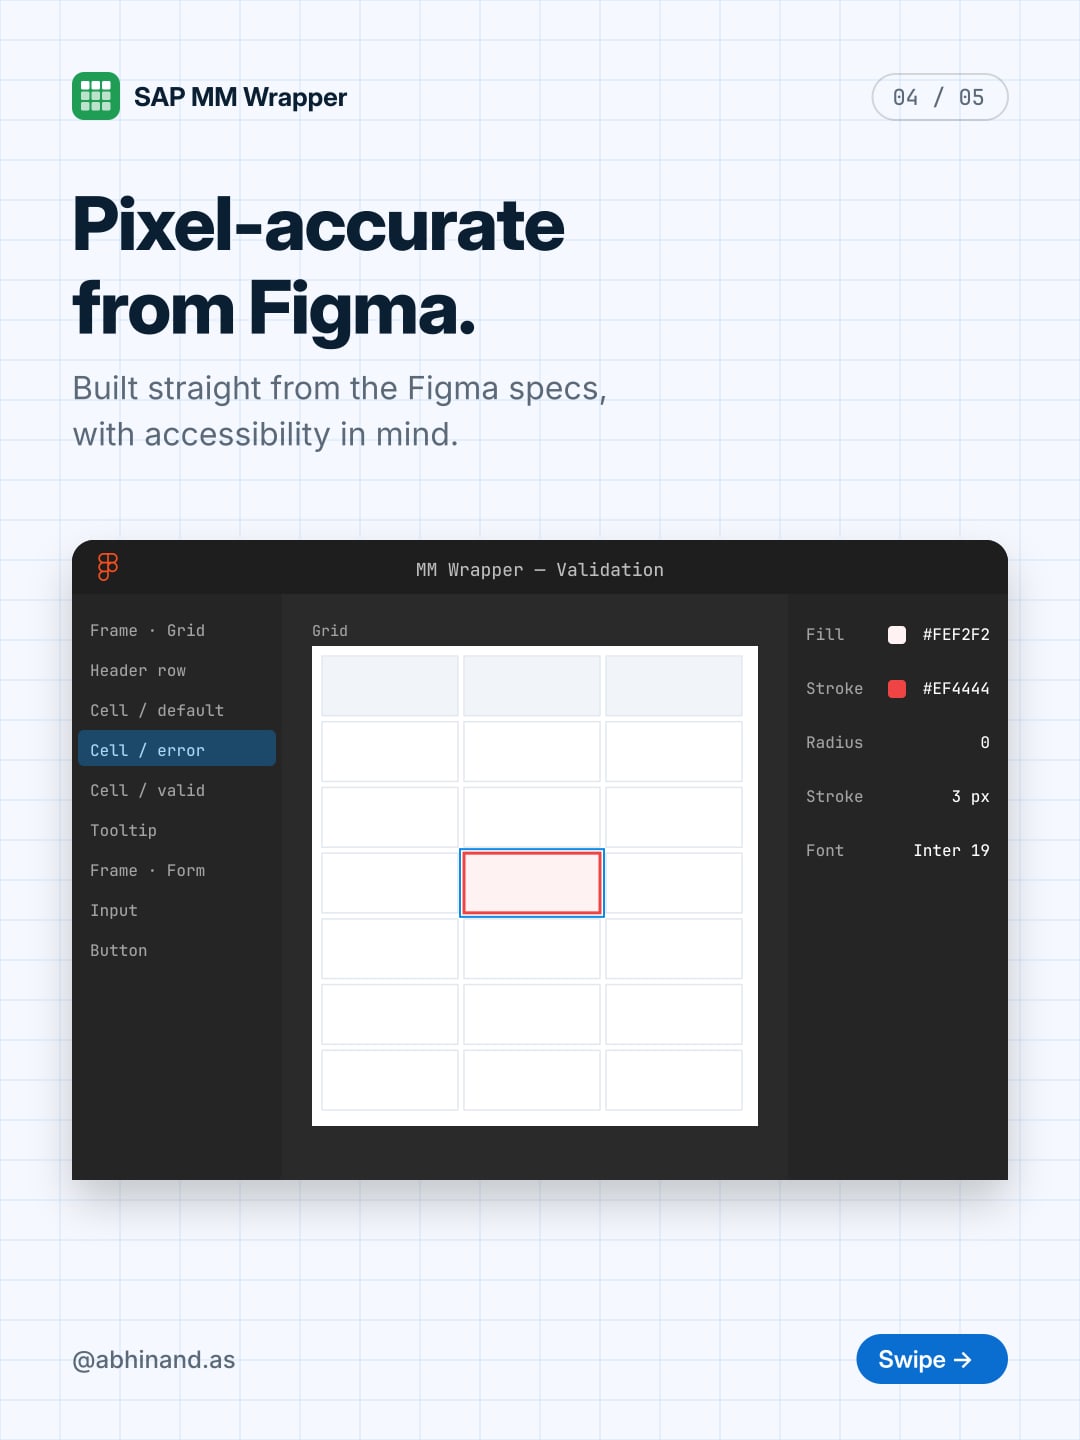 SAP MM Wrapper
04 / 05
Pixel-accurate
from Figma.
Built straight from the Figma specs,
with accessibility in mind.
MM Wrapper — Validation
Frame · Grid
Header row
Cell / default
Cell / error
Cell / valid
Tooltip
Frame · Form
Input
Button
Grid
Fill #FEF2F2
Stroke #EF4444
Radius 0
Stroke 3 px
Font Inter 19
@abhinand.as
Swipe →